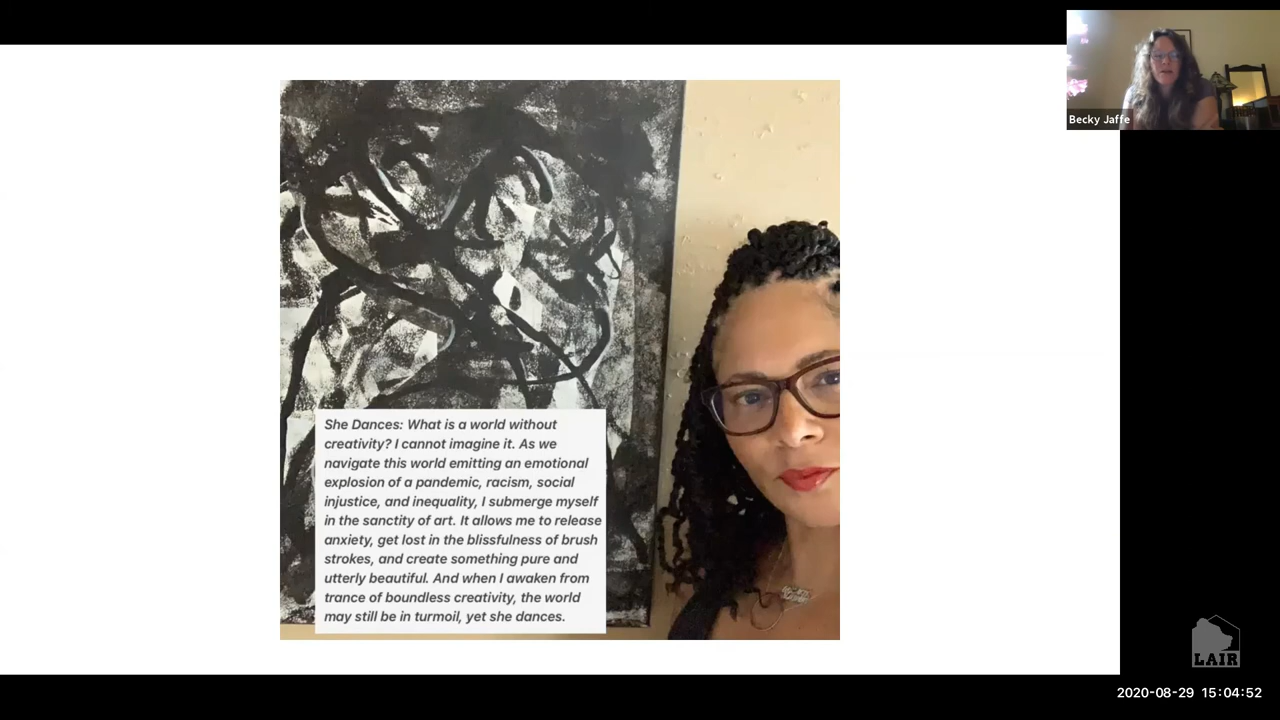 Becky Jaffe
She Dances: What is a world without
creativity? I cannot imagine it. As we
navigate this world emitting an emotional
explosion of a pandemic, racism, social
injustice, and inequality, I submerge myself
in the sanctity of art. It allows me to release
anxiety, get lost in the blissfulness of brush
strokes, and create something pure and
utterly beautiful. And when I awaken from
trance of boundless creativity, the world
may still be in turmoil, yet she dances.
LAIR
2020-08-29 15:04:52